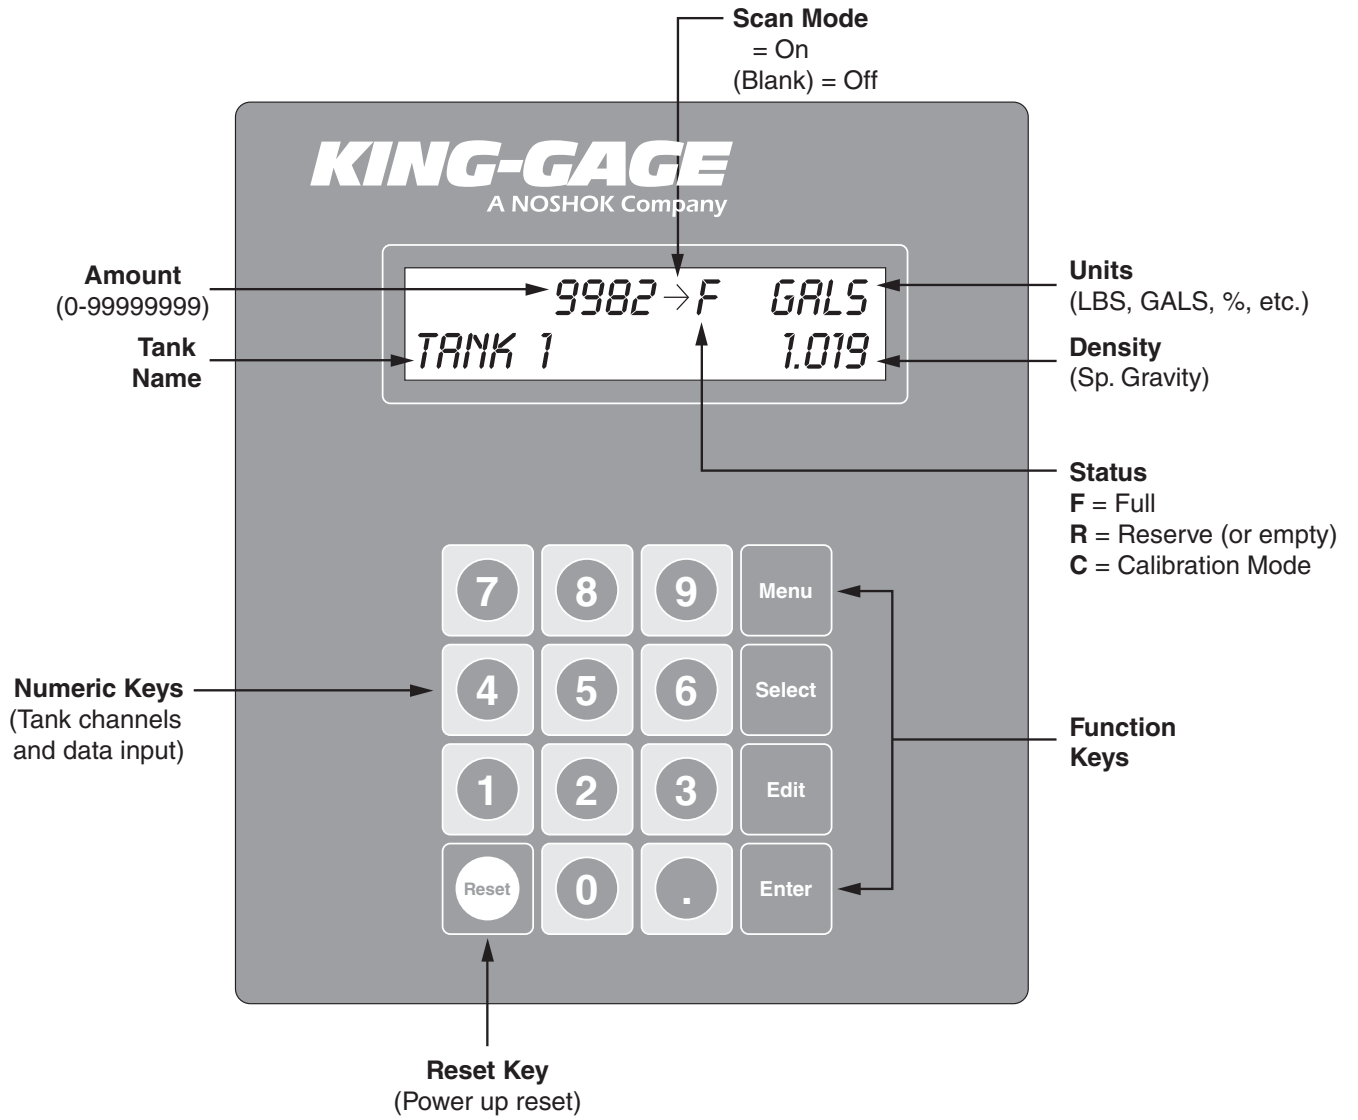 Scan Mode
= On
(Blank) = Off
KING-GAGE
A NOSHOK Company
Amount
(0-99999999)
Tank
Name
9982→F GALS
TANK 1 1.019
Units
(LBS, GALS, %, etc.)
Density
(Sp. Gravity)
Status
F = Full
R = Reserve (or empty)
C = Calibration Mode
7 8 9 Menu
4 5 6 Select
1 2 3 Edit
Reset 0 . Enter
Numeric Keys
(Tank channels
and data input)
Function
Keys
Reset Key
(Power up reset)